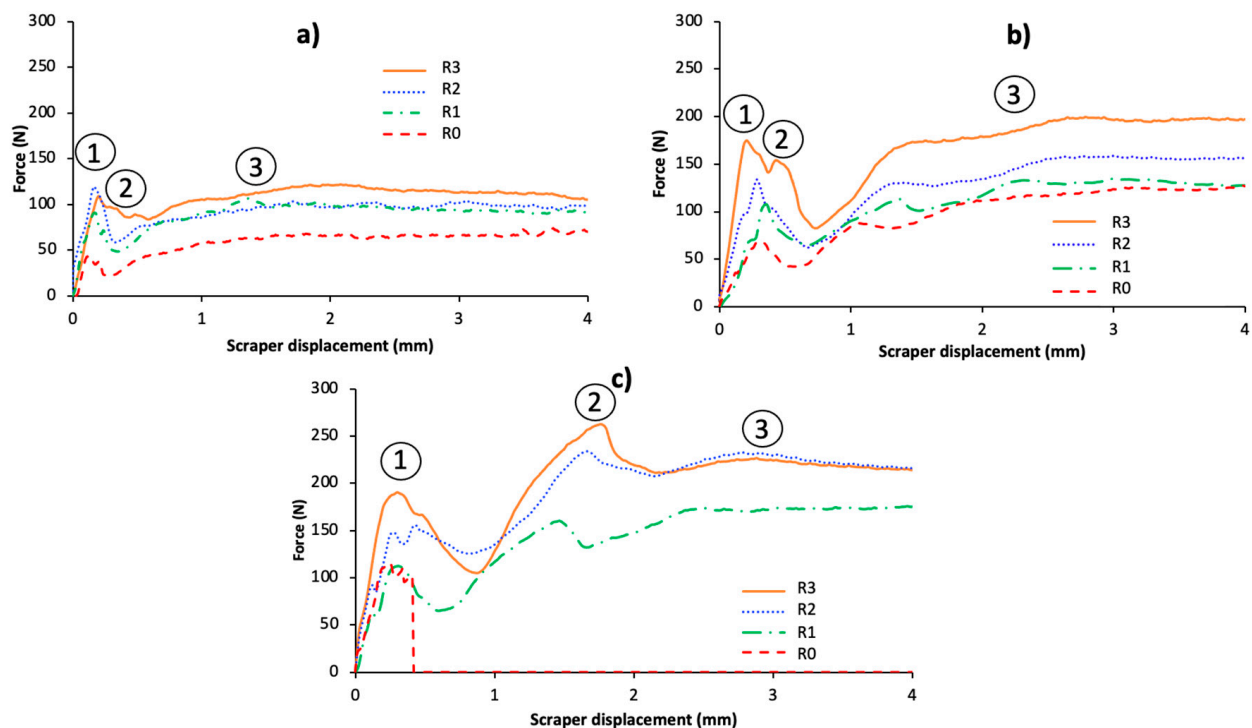 a)
300
250
200
150
100
50
0
Force (N)
1
2
3
R3
R2
R1
R0
0 1 2 3 4
Scraper displacement (mm)
b)
300
250
200
150
100
50
0
Force (N)
1
2
3
R3
R2
R1
R0
0 1 2 3 4
Scraper displacement (mm)
c)
300
250
200
150
100
50
0
Force (N)
1
2
3
R3
R2
R1
R0
0 1 2 3 4
Scraper displacement (mm)